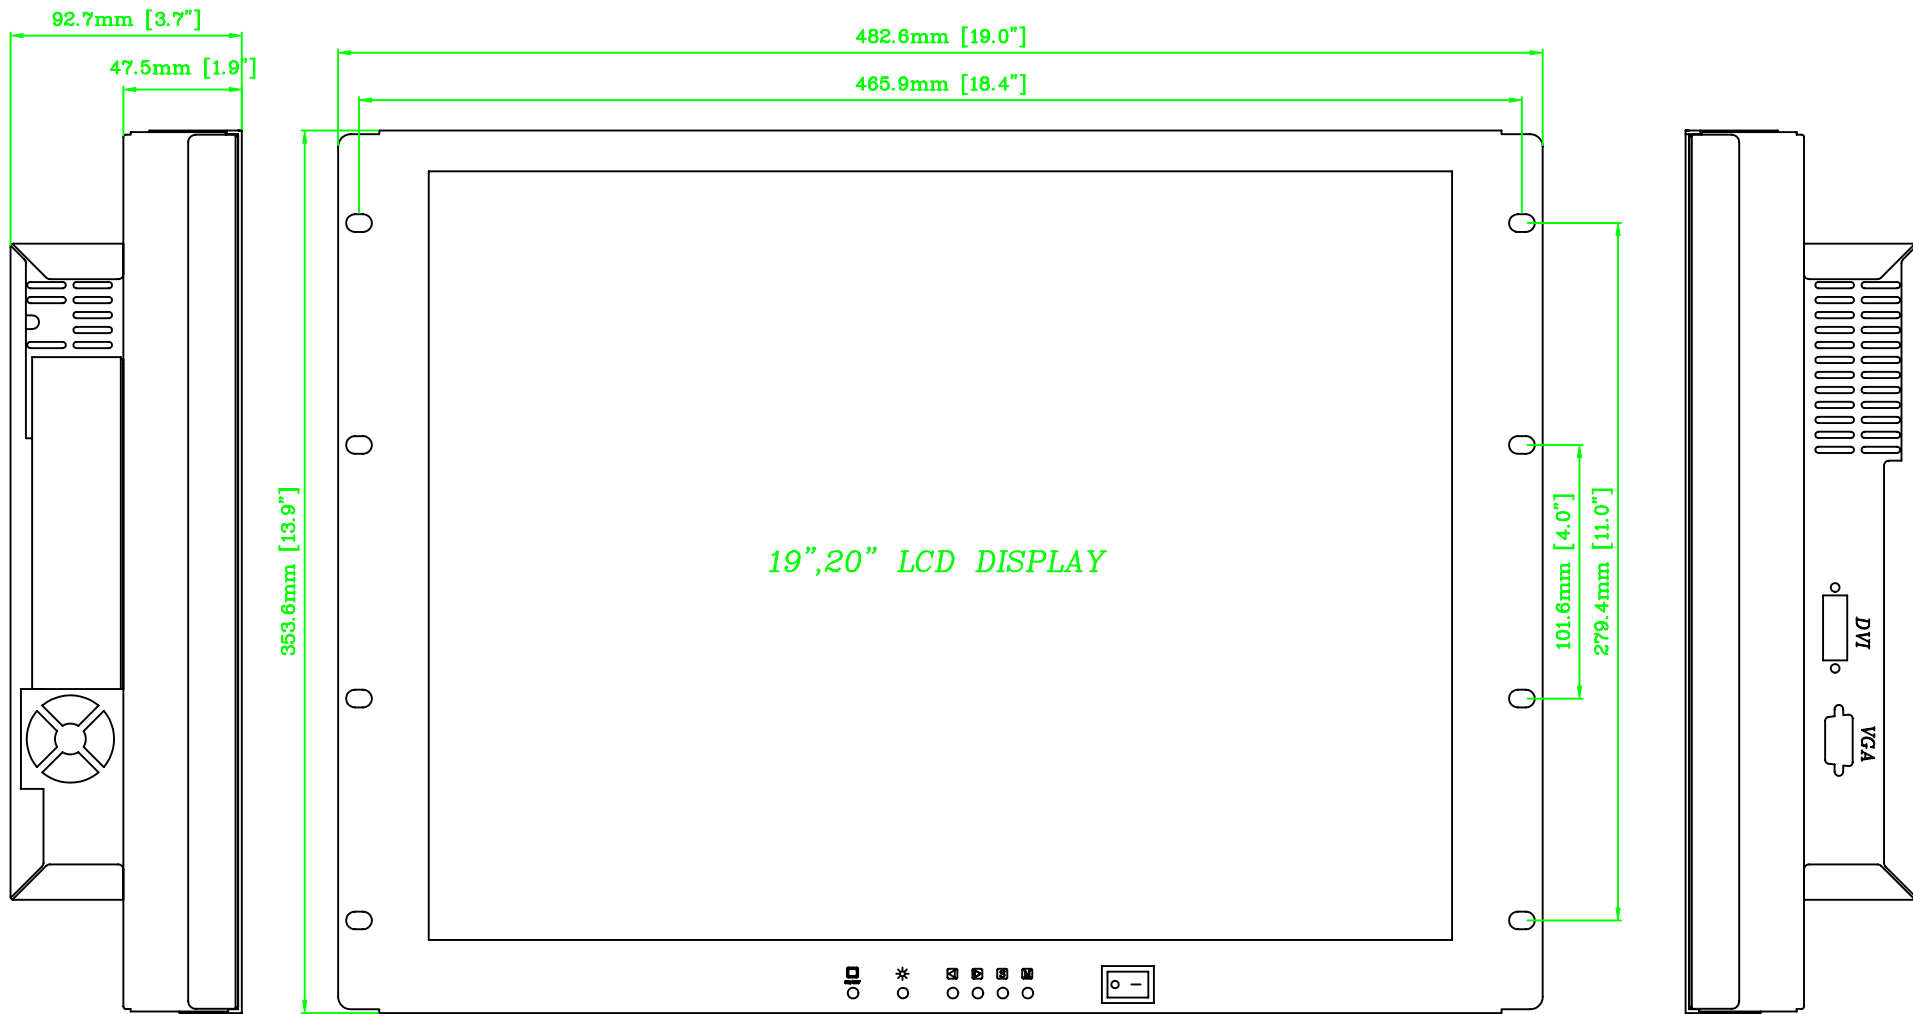 92.7mm [3.7"]
47.5mm [1.9"]
482.6mm [19.0"]
465.9mm [18.4"]
353.6mm [13.9"]
19",20" LCD DISPLAY
101.6mm [4.0"]
279.4mm [11.0"]
DVI
VGA
S
M